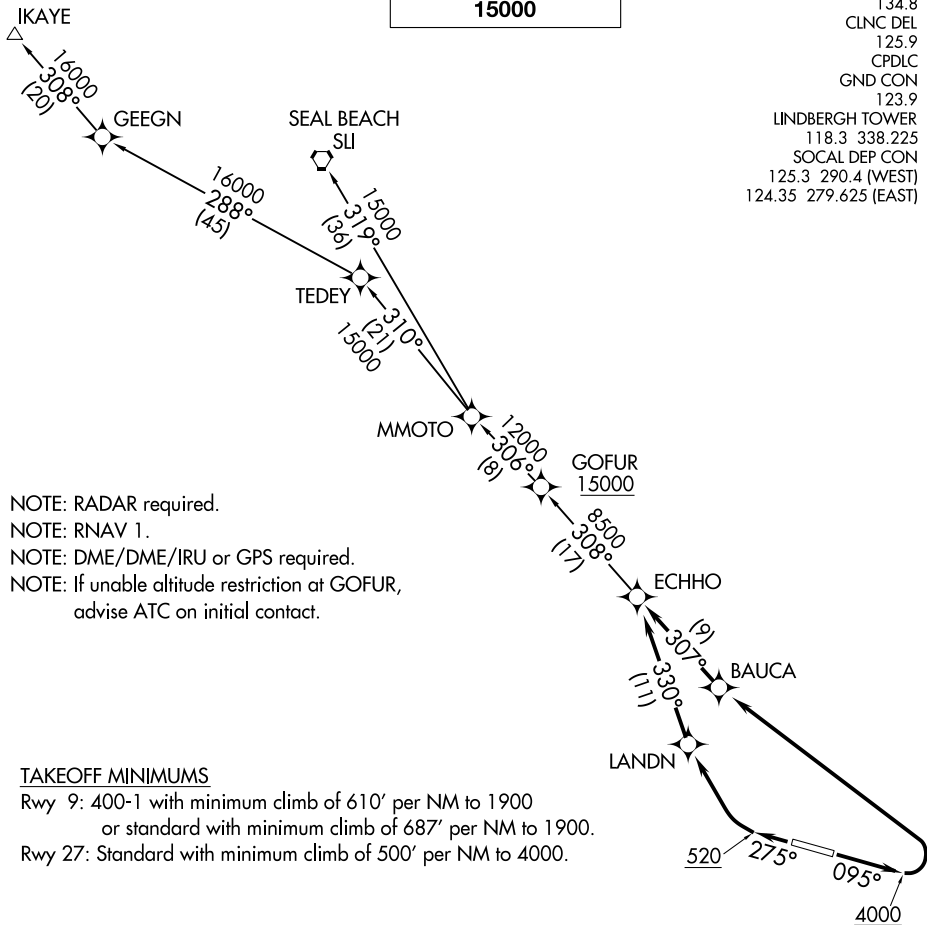 IKAYE
15000
134.8
CLNC DEL
125.9
CPDLC
GND CON
123.9
LINDBERGH TOWER
118.3 338.225
SOCAL DEP CON
125.3 290.4 (WEST)
124.35 279.625 (EAST)
16000
308°
(20)
GEEGN
SEAL BEACH
SLI
16000
288°
(45)
15000
319°
(36)
TEDEY
310°
(21)
15000
MMOTO
12000
306°
(8)
GOFUR
15000
8500
308°
(17)
NOTE: RADAR required.
NOTE: RNAV 1.
NOTE: DME/DME/IRU or GPS required.
NOTE: If unable altitude restriction at GOFUR,
advise ATC on initial contact.
ECHHO
(9)
307°
BAUCA
330°
(11)
LANDN
TAKEOFF MINIMUMS
Rwy 9: 400-1 with minimum climb of 610' per NM to 1900
or standard with minimum climb of 687' per NM to 1900.
Rwy 27: Standard with minimum climb of 500' per NM to 4000.
520
275°
095°
4000